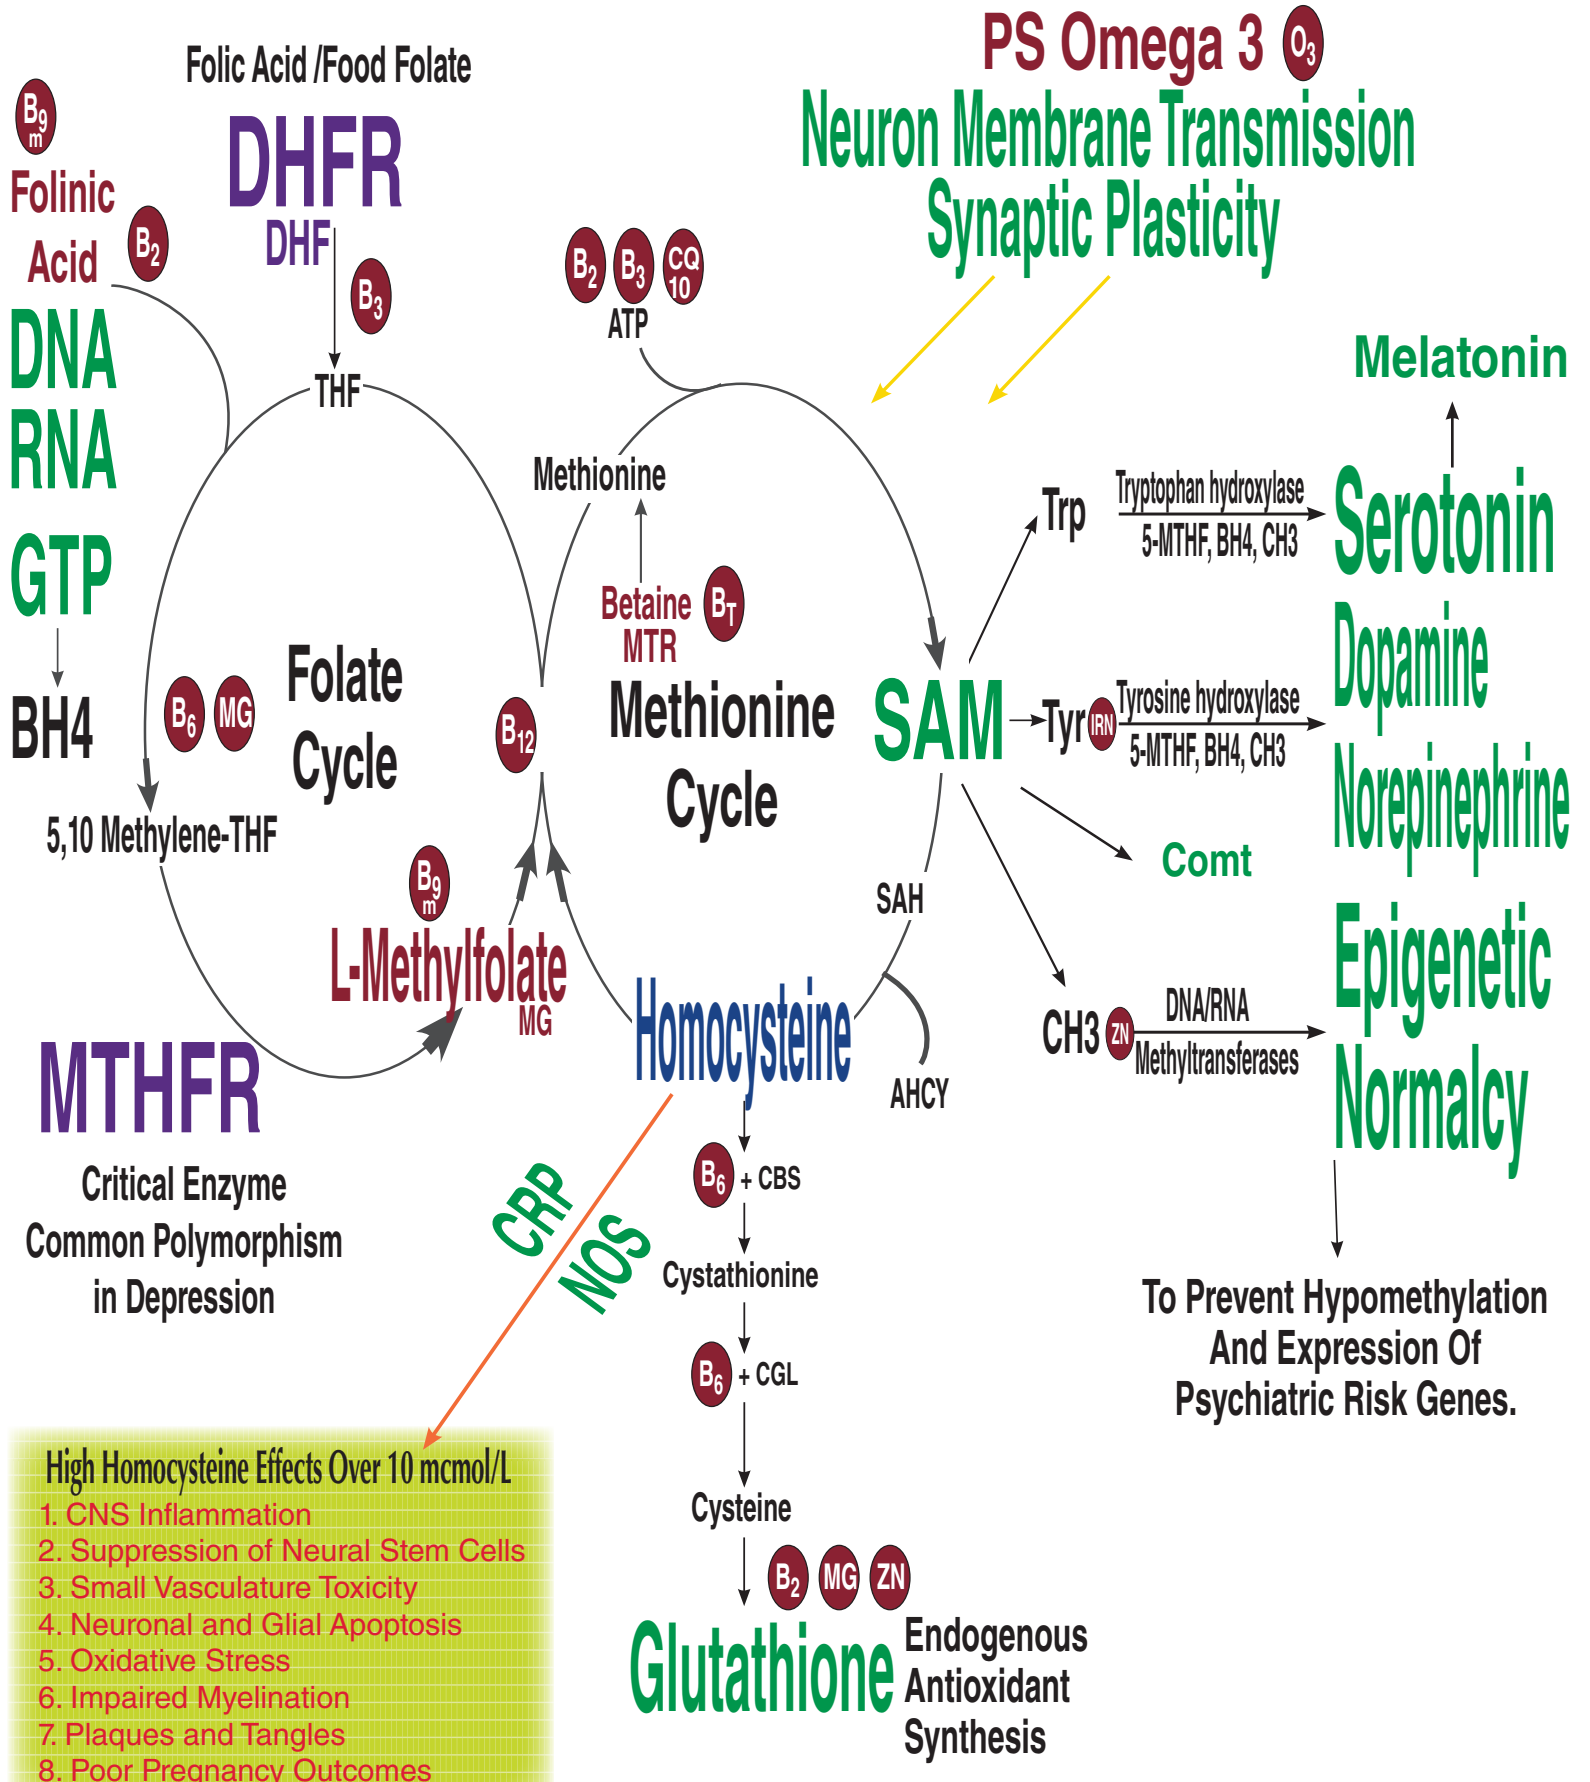 PS Omega 3 O3
Neuron Membrane Transmission
Synaptic Plasticity
Folic Acid /Food Folate
DHFR
DHF
B3
THF
B9
m
Folinic
Acid
B2
DNA
RNA
GTP
BH4
B6 MG
Folate
Cycle
5,10 Methylene-THF
B9
m
L-Methylfolate
MG
MTHFR
Critical Enzyme
Common Polymorphism
in Depression
B12
B2 B3 CQ
10
ATP
Methionine
Betaine BT
MTR
Methionine
Cycle
SAM
SAH
AHCY
Homocysteine
Trp
Tryptophan hydroxylase
5-MTHF, BH4, CH3
Melatonin
Serotonin
Tyr IRN
Tyrosine hydroxylase
5-MTHF, BH4, CH3
Dopamine
Norepinephrine
Comt
CH3 ZN
DNA/RNA
Methyltransferases
Epigenetic
Normalcy
To Prevent Hypomethylation
And Expression Of
Psychiatric Risk Genes.
CRP
NOS
B6 + CBS
Cystathionine
B6 + CGL
Cysteine
B2 MG ZN
Glutathione
Endogenous
Antioxidant
Synthesis
High Homocysteine Effects Over 10 mcmol/L
1. CNS Inflammation
2. Suppression of Neural Stem Cells
3. Small Vasculature Toxicity
4. Neuronal and Glial Apoptosis
5. Oxidative Stress
6. Impaired Myelination
7. Plaques and Tangles
8. Poor Pregnancy Outcomes